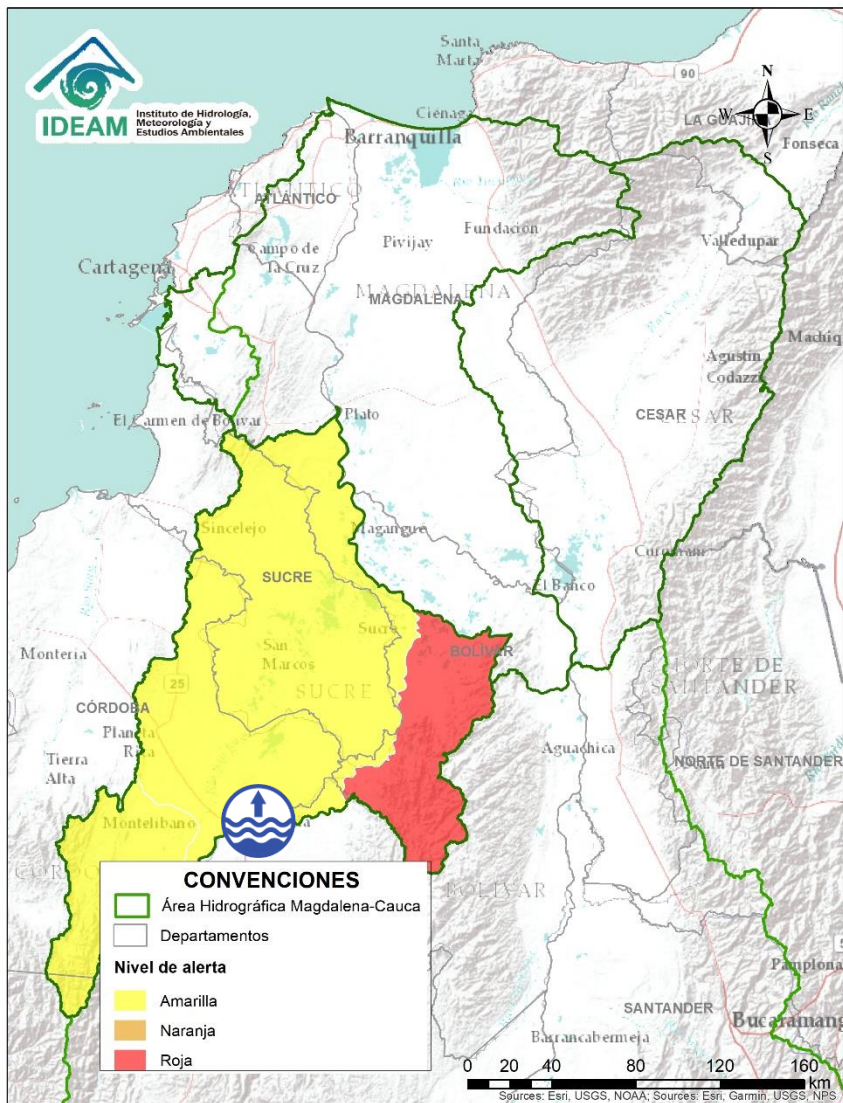 IDEAM
Instituto de Hidrología,
Meteorología y
Estudios Ambientales
Santa
Marta
90
N
W
E
S
LA GUAJIRA
Fonseca
Ciénaga
Barranquilla
ATLÁNTICO
ATLÁNTICO
Campo de
la Cruz
Pivijay
Fundación
Valledupar
Cartagena
MAGDALENA
MAGDALENA
Agustín
Codazzi
CESAR
CESAR
El Carmen de Bolívar
Plato
Sincelejo
Magangue
SUCRE
El Banco
Sucre
San
Marcos
SUCRE
BOLÍVAR
Montería
25
CÓRDOBA
Planeta
Rica
Tierra
Alta
NORTE DE
SANTANDER
Aguachica
NORTE DE SANTANDER
Montelíbano
BOLÍVAR
CONVENCIONES
Área Hidrográfica Magdalena-Cauca
Departamentos
Nivel de alerta
Amarilla
Naranja
Roja
Pamplona
SANTANDER
Barrancabermeja
0 20 40 80 120 160
km
Sources: Esri, USGS, NOAA; Sources: Esri, Garmin, USGS, NPS